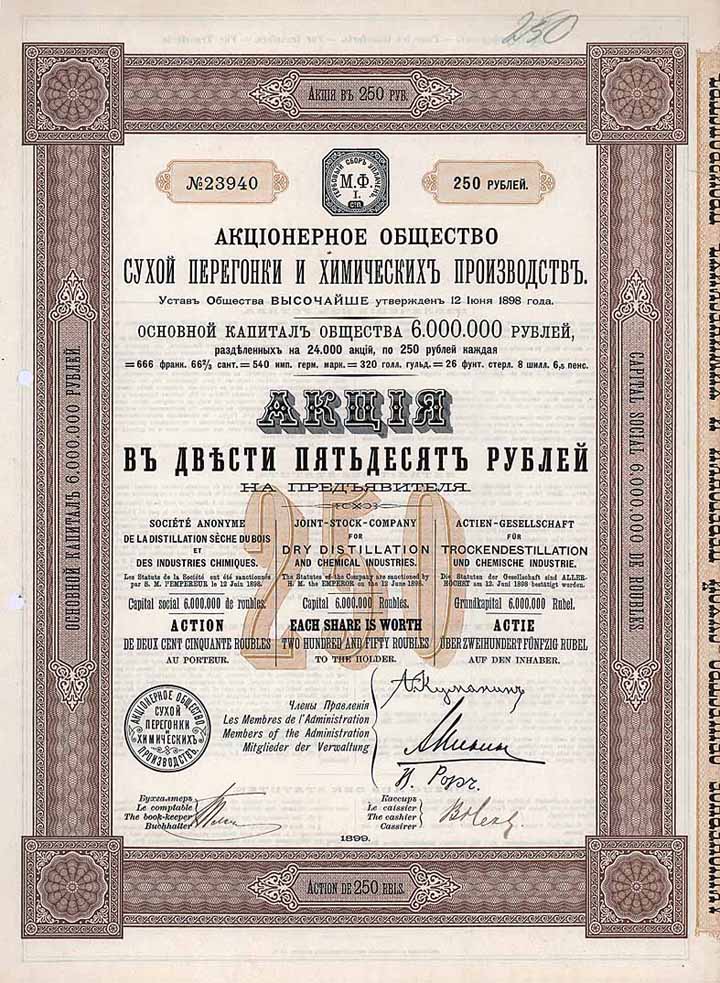 250
АКЦІЯ ВЪ 250 РУБ.
№23940
ГЕРБОВЫЙ СБОРЪ УПЛАЧЕНЪ
М.Ф.
I.
250 РУБЛЕЙ.
АКЦІОНЕРНОЕ ОБЩЕСТВО
СУХОЙ ПЕРЕГОНКИ И ХИМИЧЕСКИХЪ ПРОИЗВОДСТВЪ.
Уставъ Общества ВЫСОЧАЙШЕ утвержденъ 12 Іюня 1898 года.
ОСНОВНОЙ КАПИТАЛЪ ОБЩЕСТВА 6.000.000 РУБЛЕЙ,
раздѣленныхъ на 24.000 акцій, по 250 рублей каждая
=666 франк. 66⅔ сант.=540 имп. герм. марк.=320 голл. гульд.=26 фунт. стерл. 8 шилл. 6,5 пенс.
АКЦІЯ
ВЪ ДВѢСТИ ПЯТЬДЕСЯТЪ РУБЛЕЙ
НА ПРЕДЪЯВИТЕЛЯ.
250
SOCIÉTÉ ANONYME
DE LA DISTILLATION SÈCHE DU BOIS
ET
DES INDUSTRIES CHIMIQUES.
Les Statuts de la Société ont été sanctionnés
par S. M. l'EMPEREUR le 12 Juin 1898.
Capital social 6.000.000 de roubles.
ACTION
DE DEUX CENT CINQUANTE ROUBLES
AU PORTEUR.
JOINT-STOCK-COMPANY
FOR
DRY DISTILLATION
AND CHEMICAL INDUSTRIES.
The Statutes of the Company are sanctioned by
H. M. the EMPEROR on the 12 June 1898.
Capital 6.000.000 Roubles.
EACH SHARE IS WORTH
TWO HUNDRED AND FIFTY ROUBLES
TO THE HOLDER.
ACTIEN-GESELLSCHAFT
FÜR
TROCKENDESTILLATION
UND CHEMISCHE INDUSTRIE.
Die Statuten der Gesellschaft sind ALLER-
HÖCHST am 12. Juni 1898 bestätigt worden.
Grundkapital 6.000.000 Rubel.
ACTIE
ÜBER ZWEIHUNDERT FÜNFZIG RUBEL
AUF DEN INHABER.
АКЦІОНЕРНОЕ ОБЩЕСТВО
СУХОЙ
ПЕРЕГОНКИ
И
ХИМИЧЕСКИХЪ
ПРОИЗВОДСТВЪ.
Члены Правленія
Les Membres de l'Administration
Members of the Administration
Mitglieder der Verwaltung
Бухгалтеръ
Le comptable
The book-keeper
Buchhalter
Кассиръ
Le caissier
The cashier
Cassirer
1899.
ACTION DE 250 RBLS.
ОСНОВНОЙ КАПИТАЛЪ 6.000.000 РУБЛЕЙ
CAPITAL SOCIAL 6.000.000 DE ROUBLES